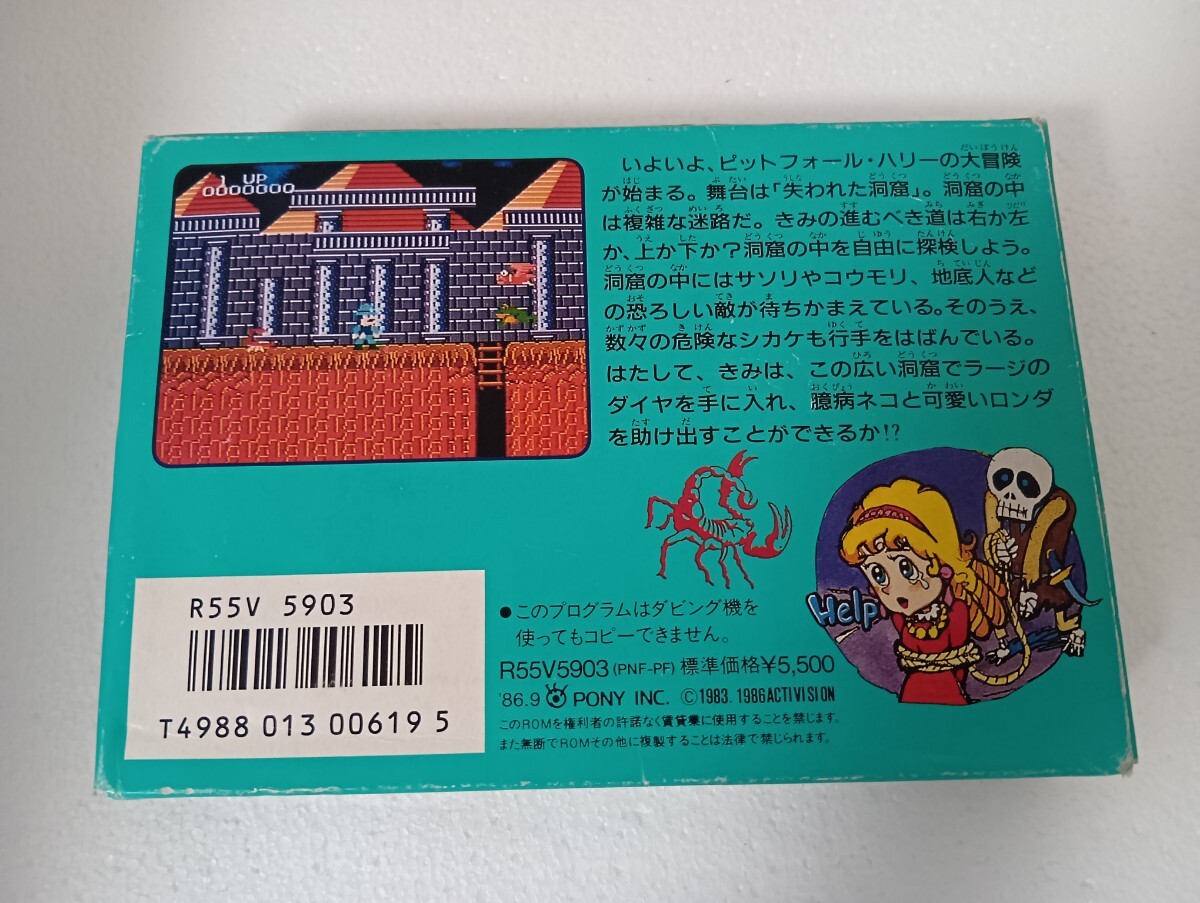 1 UP
0000000
いよいよ、ピットフォール・ハリーの大冒険
が始まる。舞台は「失われた洞窟」。洞窟の中
は複雑な迷路だ。きみの進むべき道は右か左
か、上か下か？洞窟の中を自由に探検しよう。
洞窟の中にはサソリやコウモリ、地底人など
の恐ろしい敵が待ちかまえている。そのうえ、
数々の危険なシカケも行手をはばんでいる。
はたして、きみは、この広い洞窟でラージの
ダイヤを手に入れ、臆病ネコと可愛いロンダ
を助け出すことができるか!?
Help
R55V 5903
T4988 013 00619 5
●このプログラムはダビング機を
使ってもコピーできません。
R55V5903(PNF-PF) 標準価格¥5,500
'86.9 PONY INC. ©1983. 1986ACTIVISION
このROMを権利者の許諾なく賃貸業に使用することを禁じます。
また無断でROMその他に複製することは法律で禁じられます。